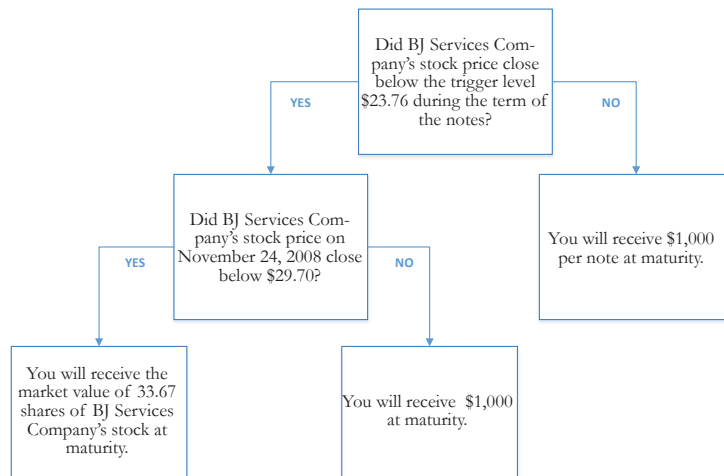 Did BJ Services Com-
pany's stock price close
below the trigger level
$23.76 during the term of
the notes?
YES
NO
Did BJ Services Com-
pany's stock price on
November 24, 2008 close
below $29.70?
You will receive $1,000
per note at maturity.
YES
NO
You will receive the
market value of 33.67
shares of BJ Services
Company's stock at
maturity.
You will receive $1,000
at maturity.